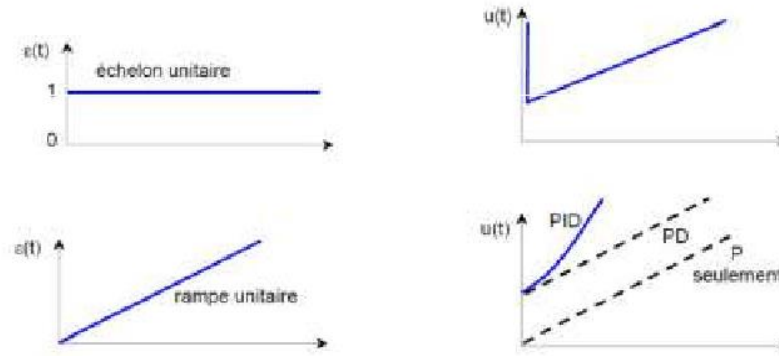 ε(t)
échelon unitaire
1
0
u(t)
ε(t)
rampe unitaire
u(t)
PID
PD
P
seulement